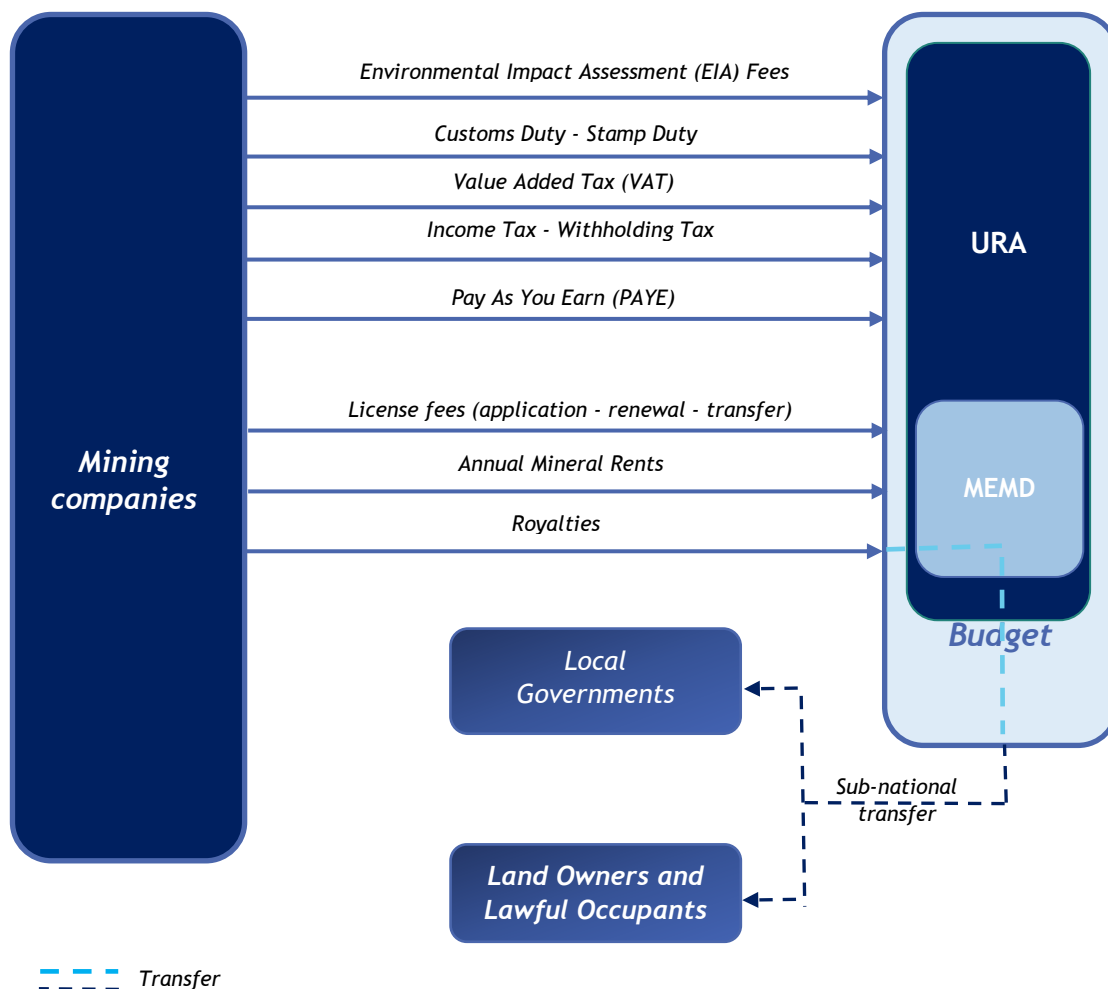 Environmental Impact Assessment (EIA) Fees
Customs Duty - Stamp Duty
Value Added Tax (VAT)
Income Tax - Withholding Tax
URA
Pay As You Earn (PAYE)
License fees (application - renewal - transfer)
Mining
companies
Annual Mineral Rents
MEMD
Royalties
Budget
Local
Governments
Sub-national
transfer
Land Owners and
Lawful Occupants
Transfer